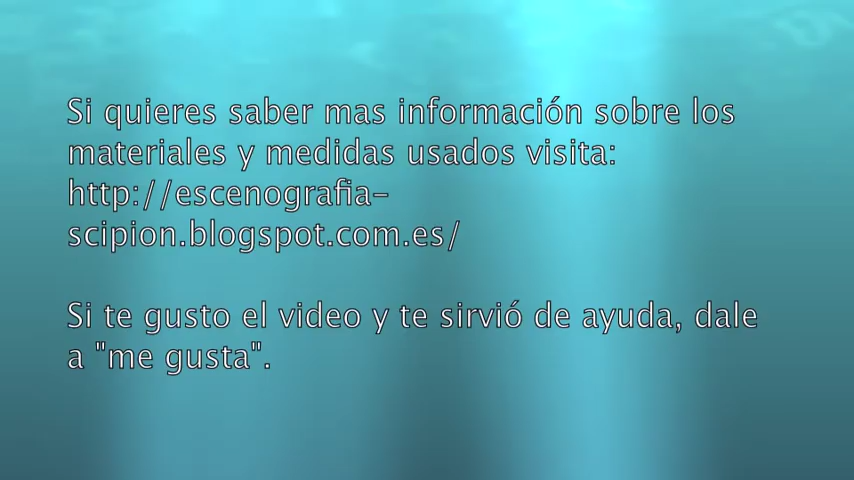 Si quieres saber mas información sobre los
materiales y medidas usados visita:
http://escenografia-
scipion.blogspot.com.es/
Si te gusto el video y te sirvió de ayuda, dale
a "me gusta".